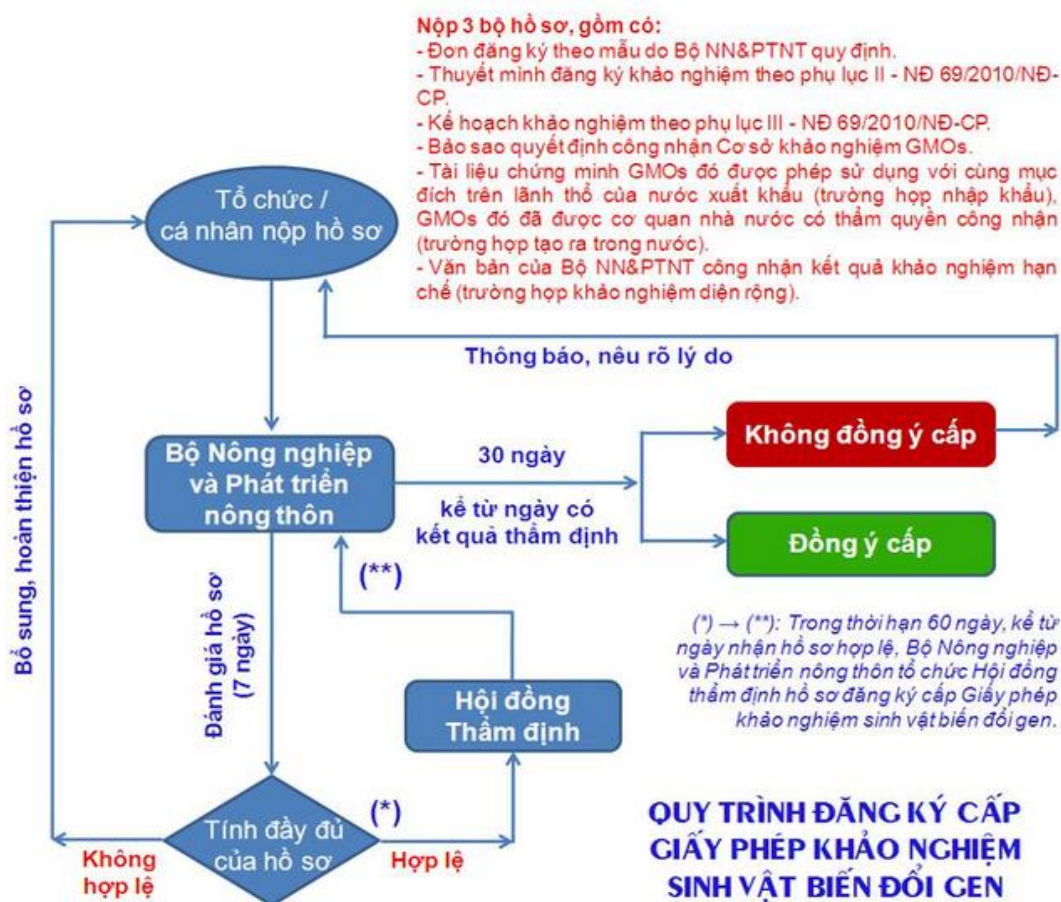 Nộp 3 bộ hồ sơ, gồm có:
- Đơn đăng ký theo mẫu do Bộ NN&PTNT quy định.
- Thuyết minh đăng ký khảo nghiệm theo phụ lục II - NĐ 69/2010/NĐ-
CP.
- Kế hoạch khảo nghiệm theo phụ lục III - NĐ 69/2010/NĐ-CP.
- Bảo sao quyết định công nhận Cơ sở khảo nghiệm GMOs.
- Tài liệu chứng minh GMOs đó được phép sử dụng với cùng mục
đích trên lãnh thổ của nước xuất khẩu (trường hợp nhập khẩu),
GMOs đó đã được cơ quan nhà nước có thẩm quyền công nhận
(trường hợp tạo ra trong nước).
- Văn bản của Bộ NN&PTNT công nhận kết quả khảo nghiệm hạn
chế (trường hợp khảo nghiệm diện rộng).
Tổ chức /
cá nhân nộp hồ sơ
Thông báo, nêu rõ lý do
Bổ sung, hoàn thiện hồ sơ
Bộ Nông nghiệp
và Phát triển
nông thôn
30 ngày
kể từ ngày có
kết quả thẩm định
Không đồng ý cấp
Đồng ý cấp
(**)
Đánh giá hồ sơ
(7 ngày)
Hội đồng
Thẩm định
(*) → (**): Trong thời hạn 60 ngày, kể từ
ngày nhận hồ sơ hợp lệ, Bộ Nông nghiệp
và Phát triển nông thôn tổ chức Hội đồng
thẩm định hồ sơ đăng ký cấp Giấy phép
khảo nghiệm sinh vật biến đổi gen.
Tính đầy đủ
của hồ sơ
(*)
Không
hợp lệ
Hợp lệ
QUY TRÌNH ĐĂNG KÝ CẤP
GIẤY PHÉP KHẢO NGHIỆM
SINH VẬT BIẾN ĐỔI GEN